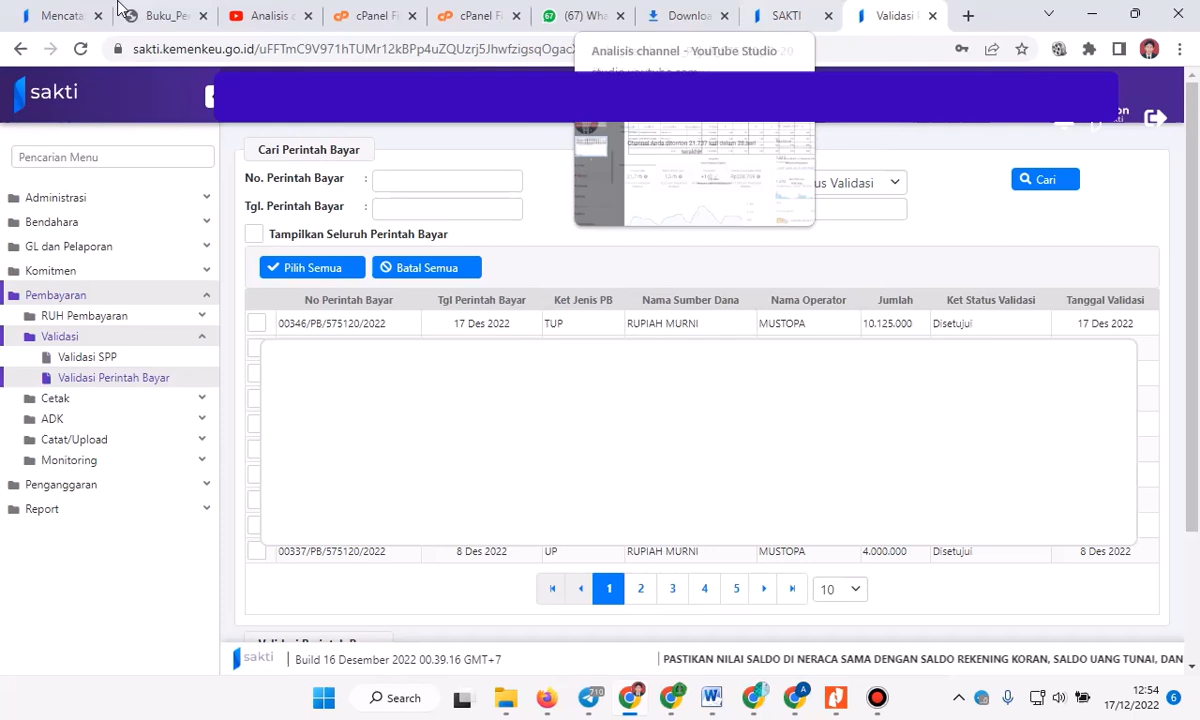 Mencata
Buku_Per
Analisis c
cPanel F
cPanel F
(67) Wha
Downloa
SAKTI
Validasi
sakti.kemenkeu.go.id/uFFTmC9V971hTUMr12kBPp4uZQUzrj5JhwfzigsqOgac
Analisis channel - YouTube Studio
studio.youtube.com
sakti
Pencarian Menu
Administrasi
Bendahara
GL dan Pelaporan
Komitmen
Pembayaran
RUH Pembayaran
Validasi
Validasi SPP
Validasi Perintah Bayar
Cetak
ADK
Catat/Upload
Monitoring
Penganggaran
Report
Cari Perintah Bayar
No. Perintah Bayar :
us Validasi
Cari
Tgl. Perintah Bayar :
Tampilkan Seluruh Perintah Bayar
Pilih Semua Batal Semua
No Perintah Bayar Tgl Perintah Bayar Ket Jenis PB Nama Sumber Dana Nama Operator Jumlah Ket Status Validasi Tanggal Validasi
00346/PB/575120/2022 17 Des 2022 TUP RUPIAH MURNI MUSTOPA 10.125.000 Disetujui 17 Des 2022
00337/PB/575120/2022 8 Des 2022 UP RUPIAH MURNI MUSTOPA 4.000.000 Disetujui 8 Des 2022
1 2 3 4 5 10
sakti | Build 16 Desember 2022 00.39.16 GMT+7 | PASTIKAN NILAI SALDO DI NERACA SAMA DENGAN SALDO REKENING KORAN, SALDO UANG TUNAI, DAN
Search
710
12:54
17/12/2022
6